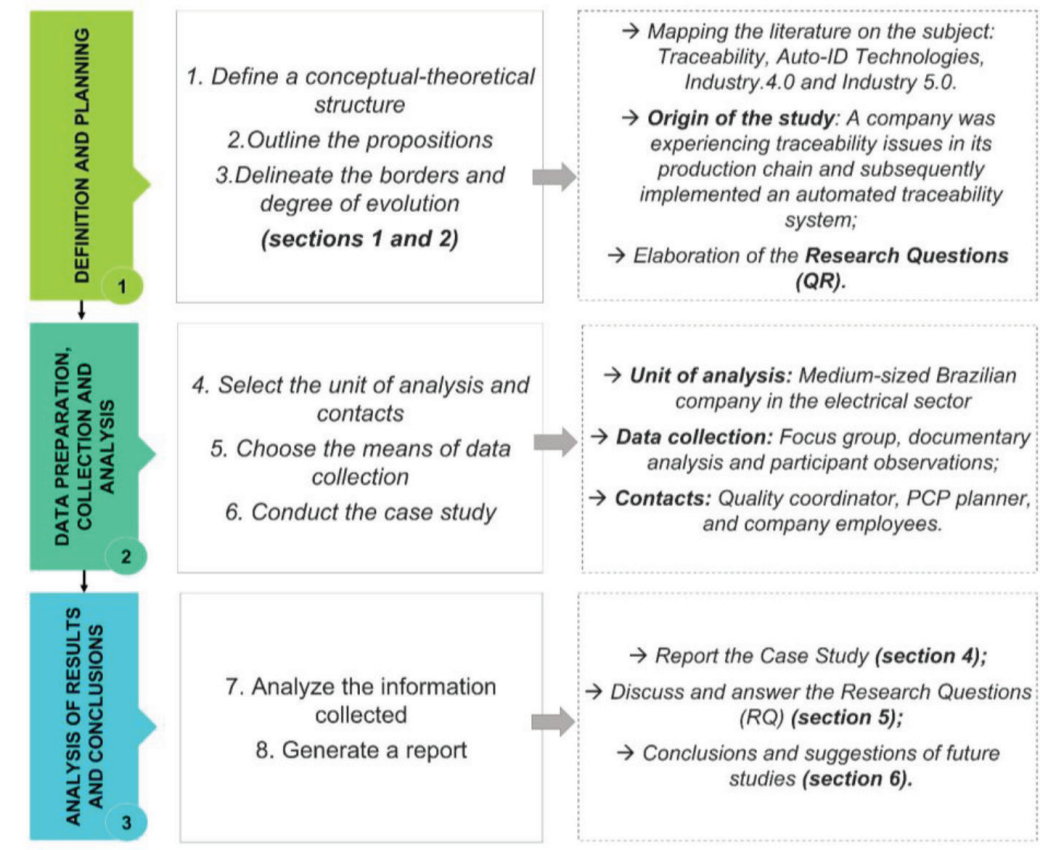 DEFINITION AND PLANNING
1
1. Define a conceptual-theoretical
structure
2.Outline the propositions
3.Delineate the borders and
degree of evolution
(sections 1 and 2)
→ Mapping the literature on the subject:
Traceability, Auto-ID Technologies,
Industry.4.0 and Industry 5.0.
→ Origin of the study: A company was
experiencing traceability issues in its
production chain and subsequently
implemented an automated traceability
system;
→ Elaboration of the Research Questions
(QR).
DATA PREPARATION,
COLLECTION AND
ANALYSIS
2
4. Select the unit of analysis and
contacts
5. Choose the means of data
collection
6. Conduct the case study
→ Unit of analysis: Medium-sized Brazilian
company in the electrical sector
→ Data collection: Focus group, documentary
analysis and participant observations;
→ Contacts: Quality coordinator, PCP planner,
and company employees.
ANALYSIS OF RESULTS
AND CONCLUSIONS
3
7. Analyze the information
collected
8. Generate a report
→ Report the Case Study (section 4);
→ Discuss and answer the Research Questions
(RQ) (section 5);
→ Conclusions and suggestions of future
studies (section 6).